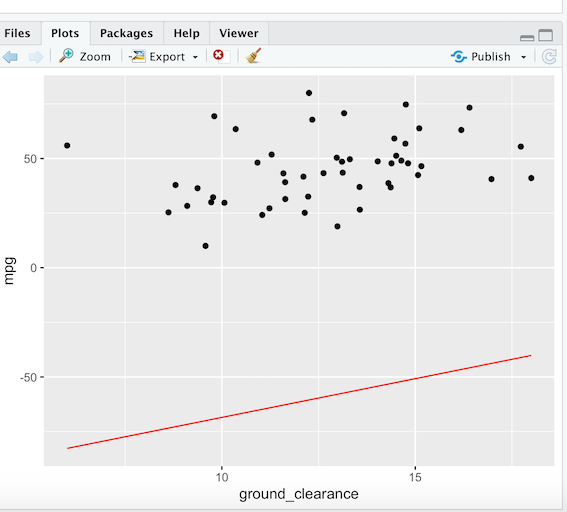 Files Plots Packages Help Viewer
Zoom Export Publish
50
0
-50
mpg
10 15
ground_clearance